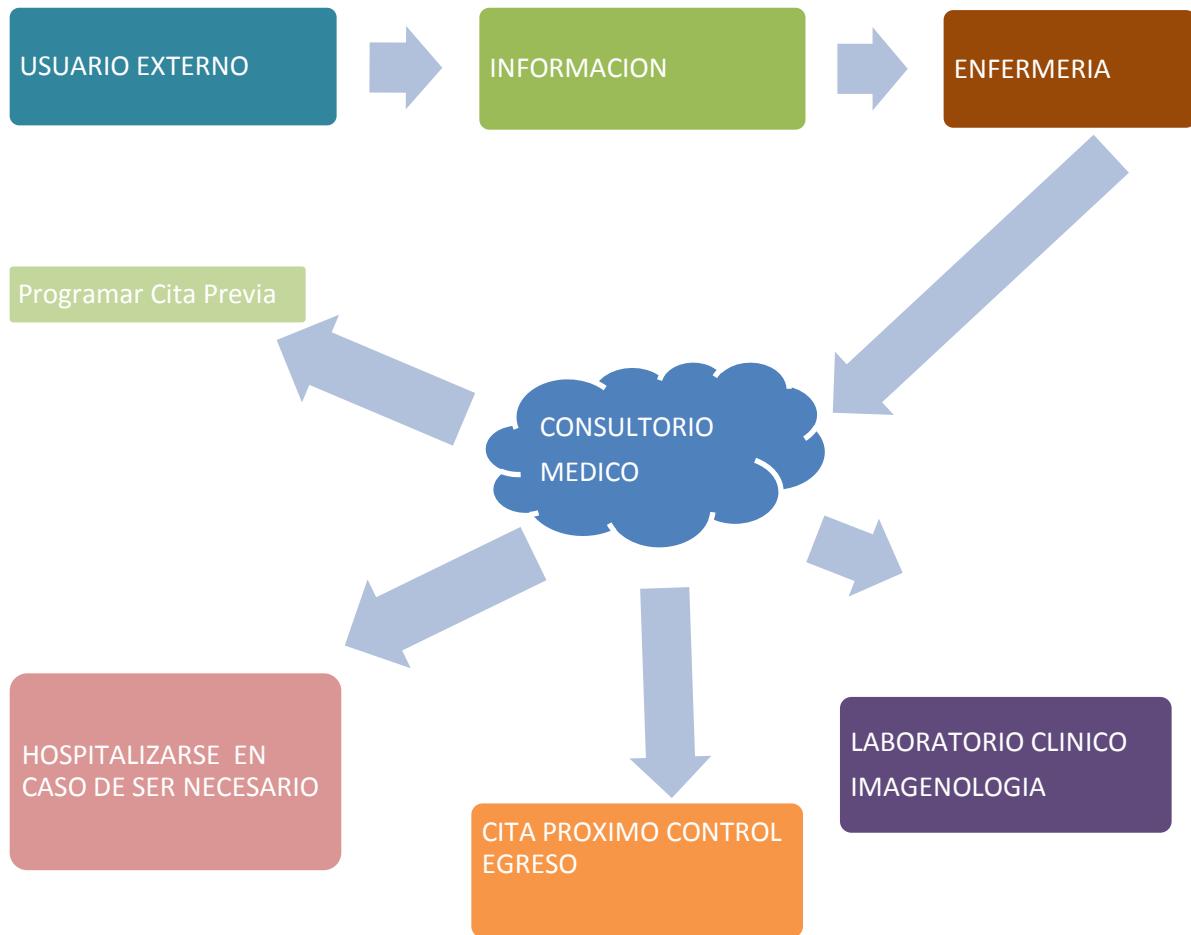 USUARIO EXTERNO
INFORMACION
ENFERMERIA
Programar Cita Previa
CONSULTORIO
MEDICO
HOSPITALIZARSE EN
CASO DE SER NECESARIO
LABORATORIO CLINICO
IMAGENOLOGIA
CITA PROXIMO CONTROL
EGRESO